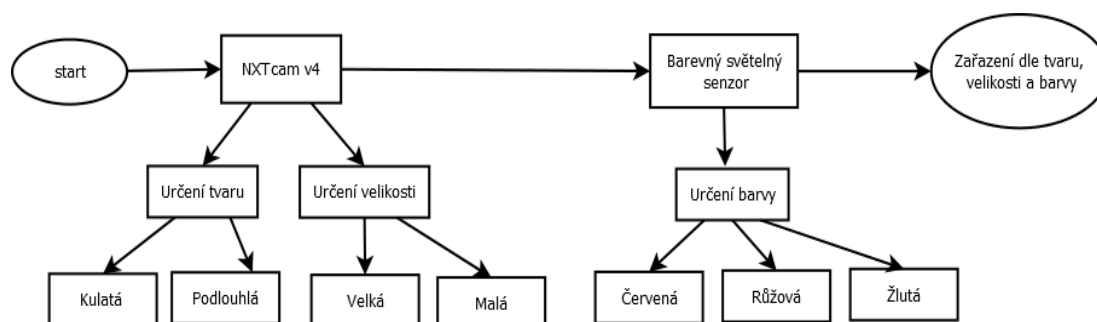 start
NXTcam v4
Barevný světelný
senzor
Zařazení dle tvaru,
velikosti a barvy
Určení tvaru
Určení velikosti
Určení barvy
Kulatá
Podlouhlá
Velká
Malá
Červená
Růžová
Žlutá